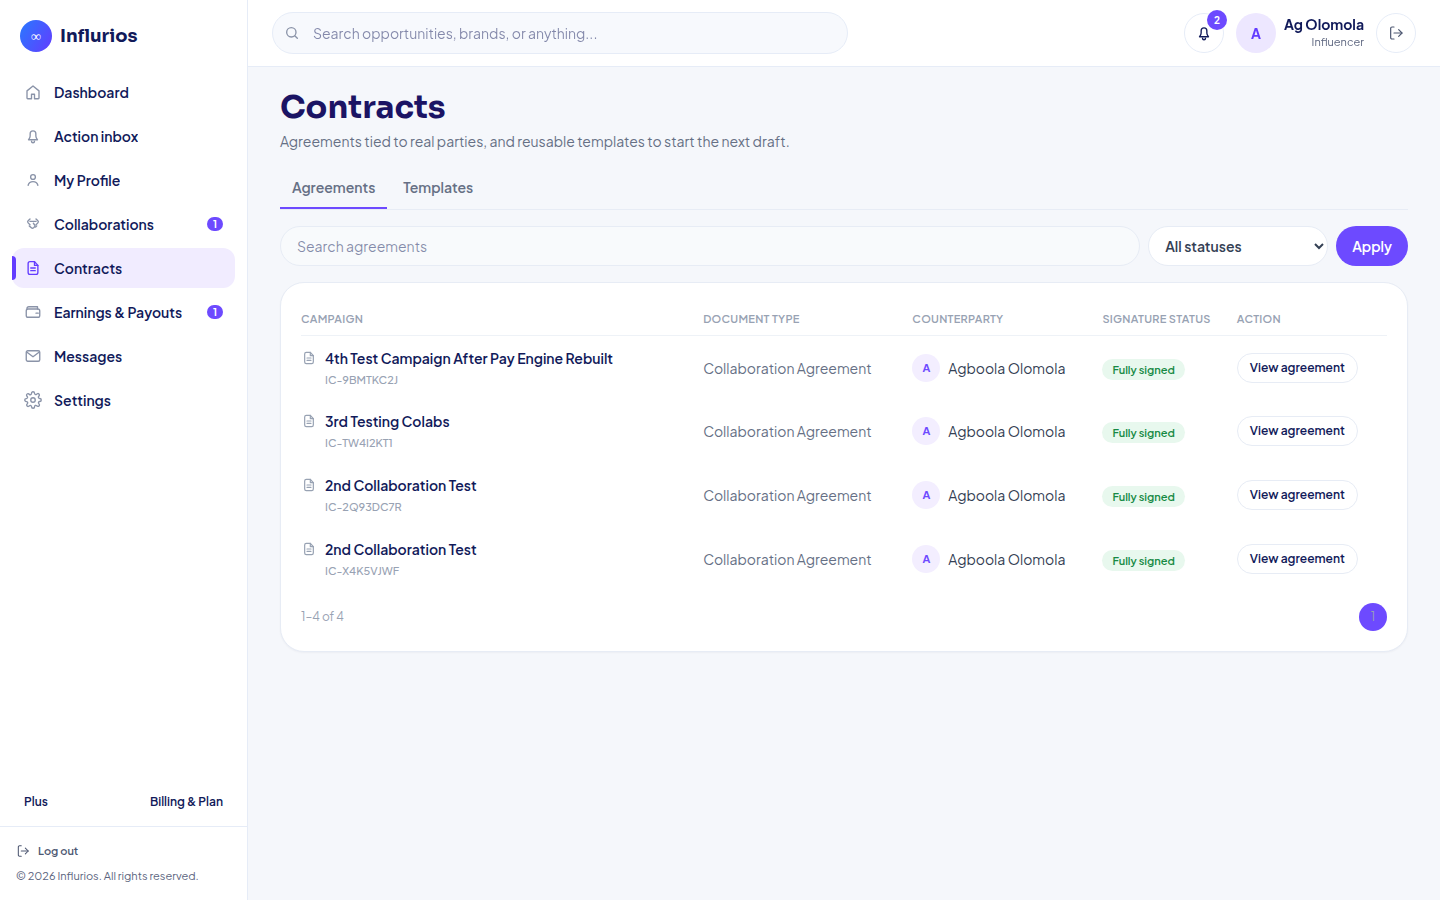 ∞ Influrios
Search opportunities, brands, or anything...
2
A
Ag Olomola
Influencer
Dashboard
Action inbox
My Profile
Collaborations 1
Contracts
Earnings & Payouts 1
Messages
Settings
Plus
Billing & Plan
Log out
© 2026 Influrios. All rights reserved.
Contracts
Agreements tied to real parties, and reusable templates to start the next draft.
Agreements Templates
Search agreements
All statuses
Apply
CAMPAIGN DOCUMENT TYPE COUNTERPARTY SIGNATURE STATUS ACTION
4th Test Campaign After Pay Engine Rebuilt
IC-9BMTKC2J
Collaboration Agreement A Agboola Olomola Fully signed View agreement
3rd Testing Colabs
IC-TW4I2KT1
Collaboration Agreement A Agboola Olomola Fully signed View agreement
2nd Collaboration Test
IC-2Q93DC7R
Collaboration Agreement A Agboola Olomola Fully signed View agreement
2nd Collaboration Test
IC-X4K5VJWF
Collaboration Agreement A Agboola Olomola Fully signed View agreement
1–4 of 4
1